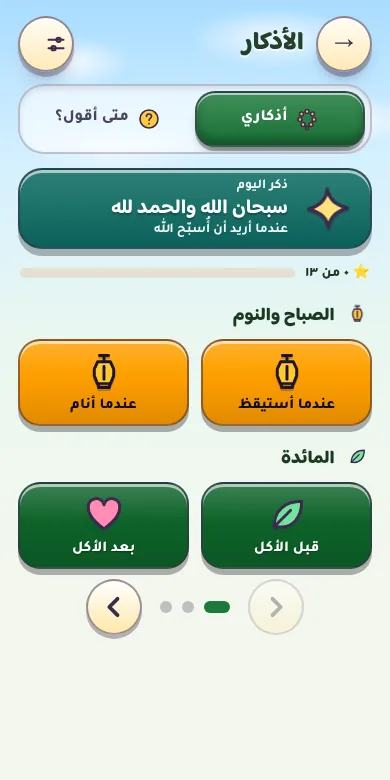 الأذكار
أذكاري
متى أقول؟
ذكر اليوم
سبحان الله والحمد لله
عندما أريد أن أُسبّح الله
٠ من ١٣
الصباح والنوم
عندما أستيقظ
عندما أنام
المائدة
قبل الأكل
بعد الأكل